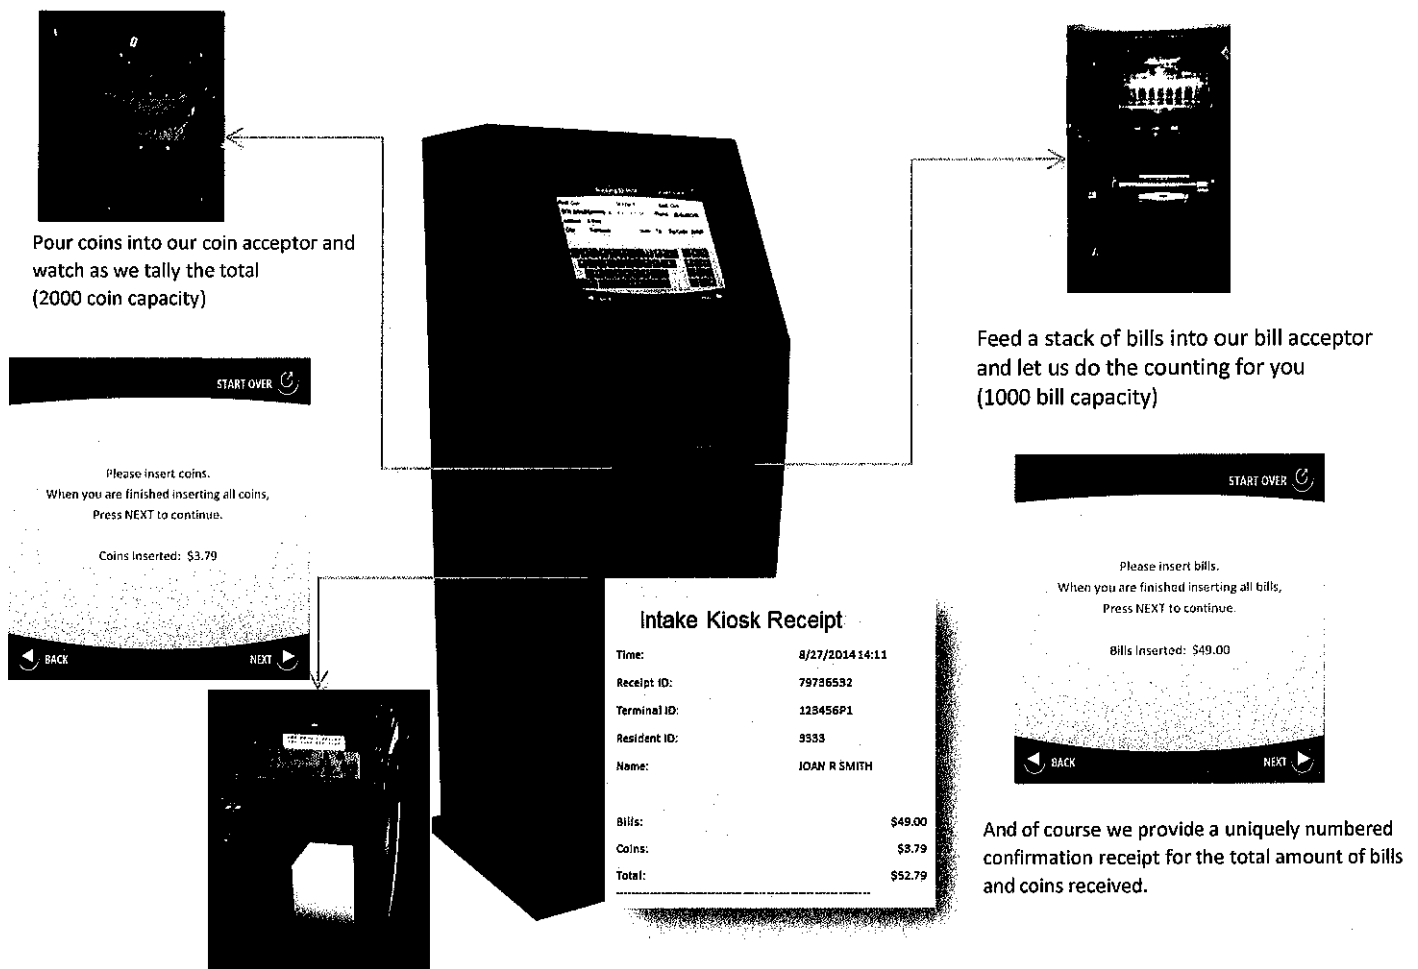 Pour coins into our coin acceptor and
watch as we tally the total
(2000 coin capacity)
START OVER
Please insert coins.
When you are finished inserting all coins,
Press NEXT to continue.
Coins Inserted: $3.79
BACK
NEXT
Feed a stack of bills into our bill acceptor
and let us do the counting for you
(1000 bill capacity)
START OVER
Please insert bills.
When you are finished inserting all bills,
Press NEXT to continue.
Bills Inserted: $49.00
BACK
NEXT
Intake Kiosk Receipt
Time: 8/27/2014 14:11
Receipt ID: 79736532
Terminal ID: 123456P1
Resident ID: 9333
Name: JOAN R SMITH
Bills: $49.00
Coins: $3.79
Total: $52.79
And of course we provide a uniquely numbered
confirmation receipt for the total amount of bills
and coins received.